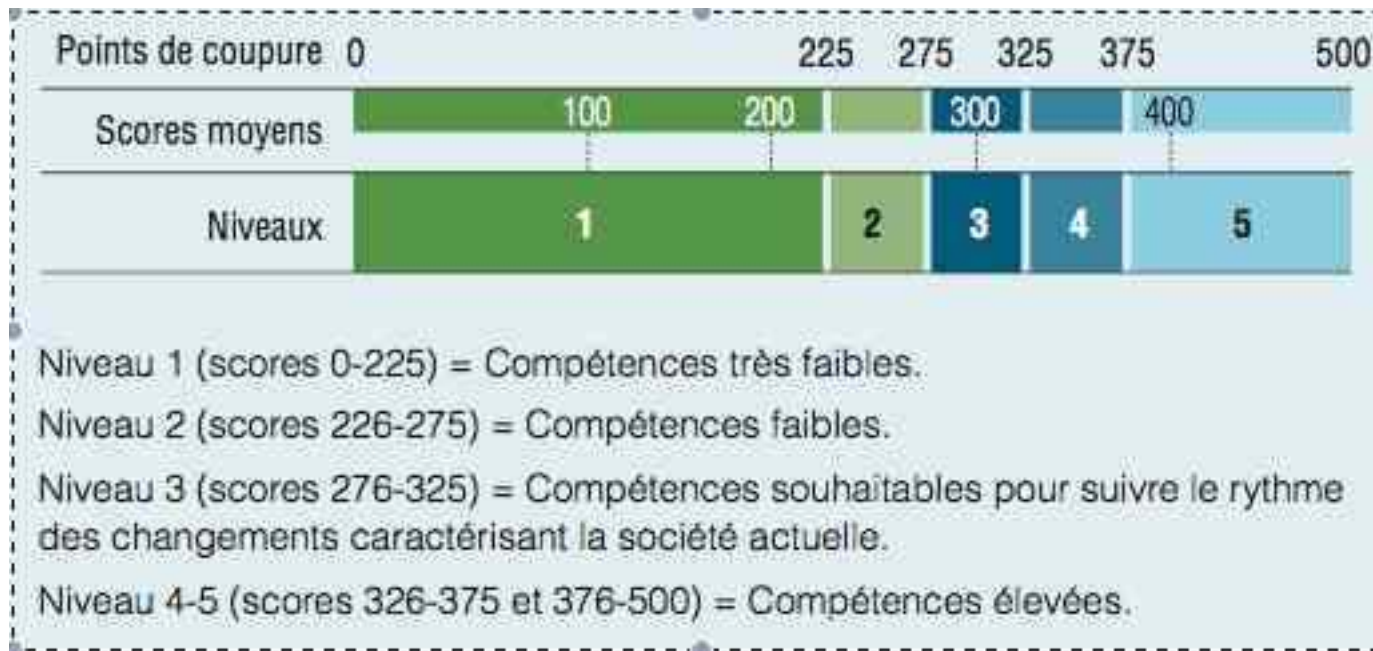 Points de coupure 0 225 275 325 375 500
Scores moyens 100 200 300 400
Niveaux 1 2 3 4 5
Niveau 1 (scores 0-225) = Compétences très faibles.
Niveau 2 (scores 226-275) = Compétences faibles.
Niveau 3 (scores 276-325) = Compétences souhaitables pour suivre le rythme
des changements caractérisant la société actuelle.
Niveau 4-5 (scores 326-375 et 376-500) = Compétences élevées.